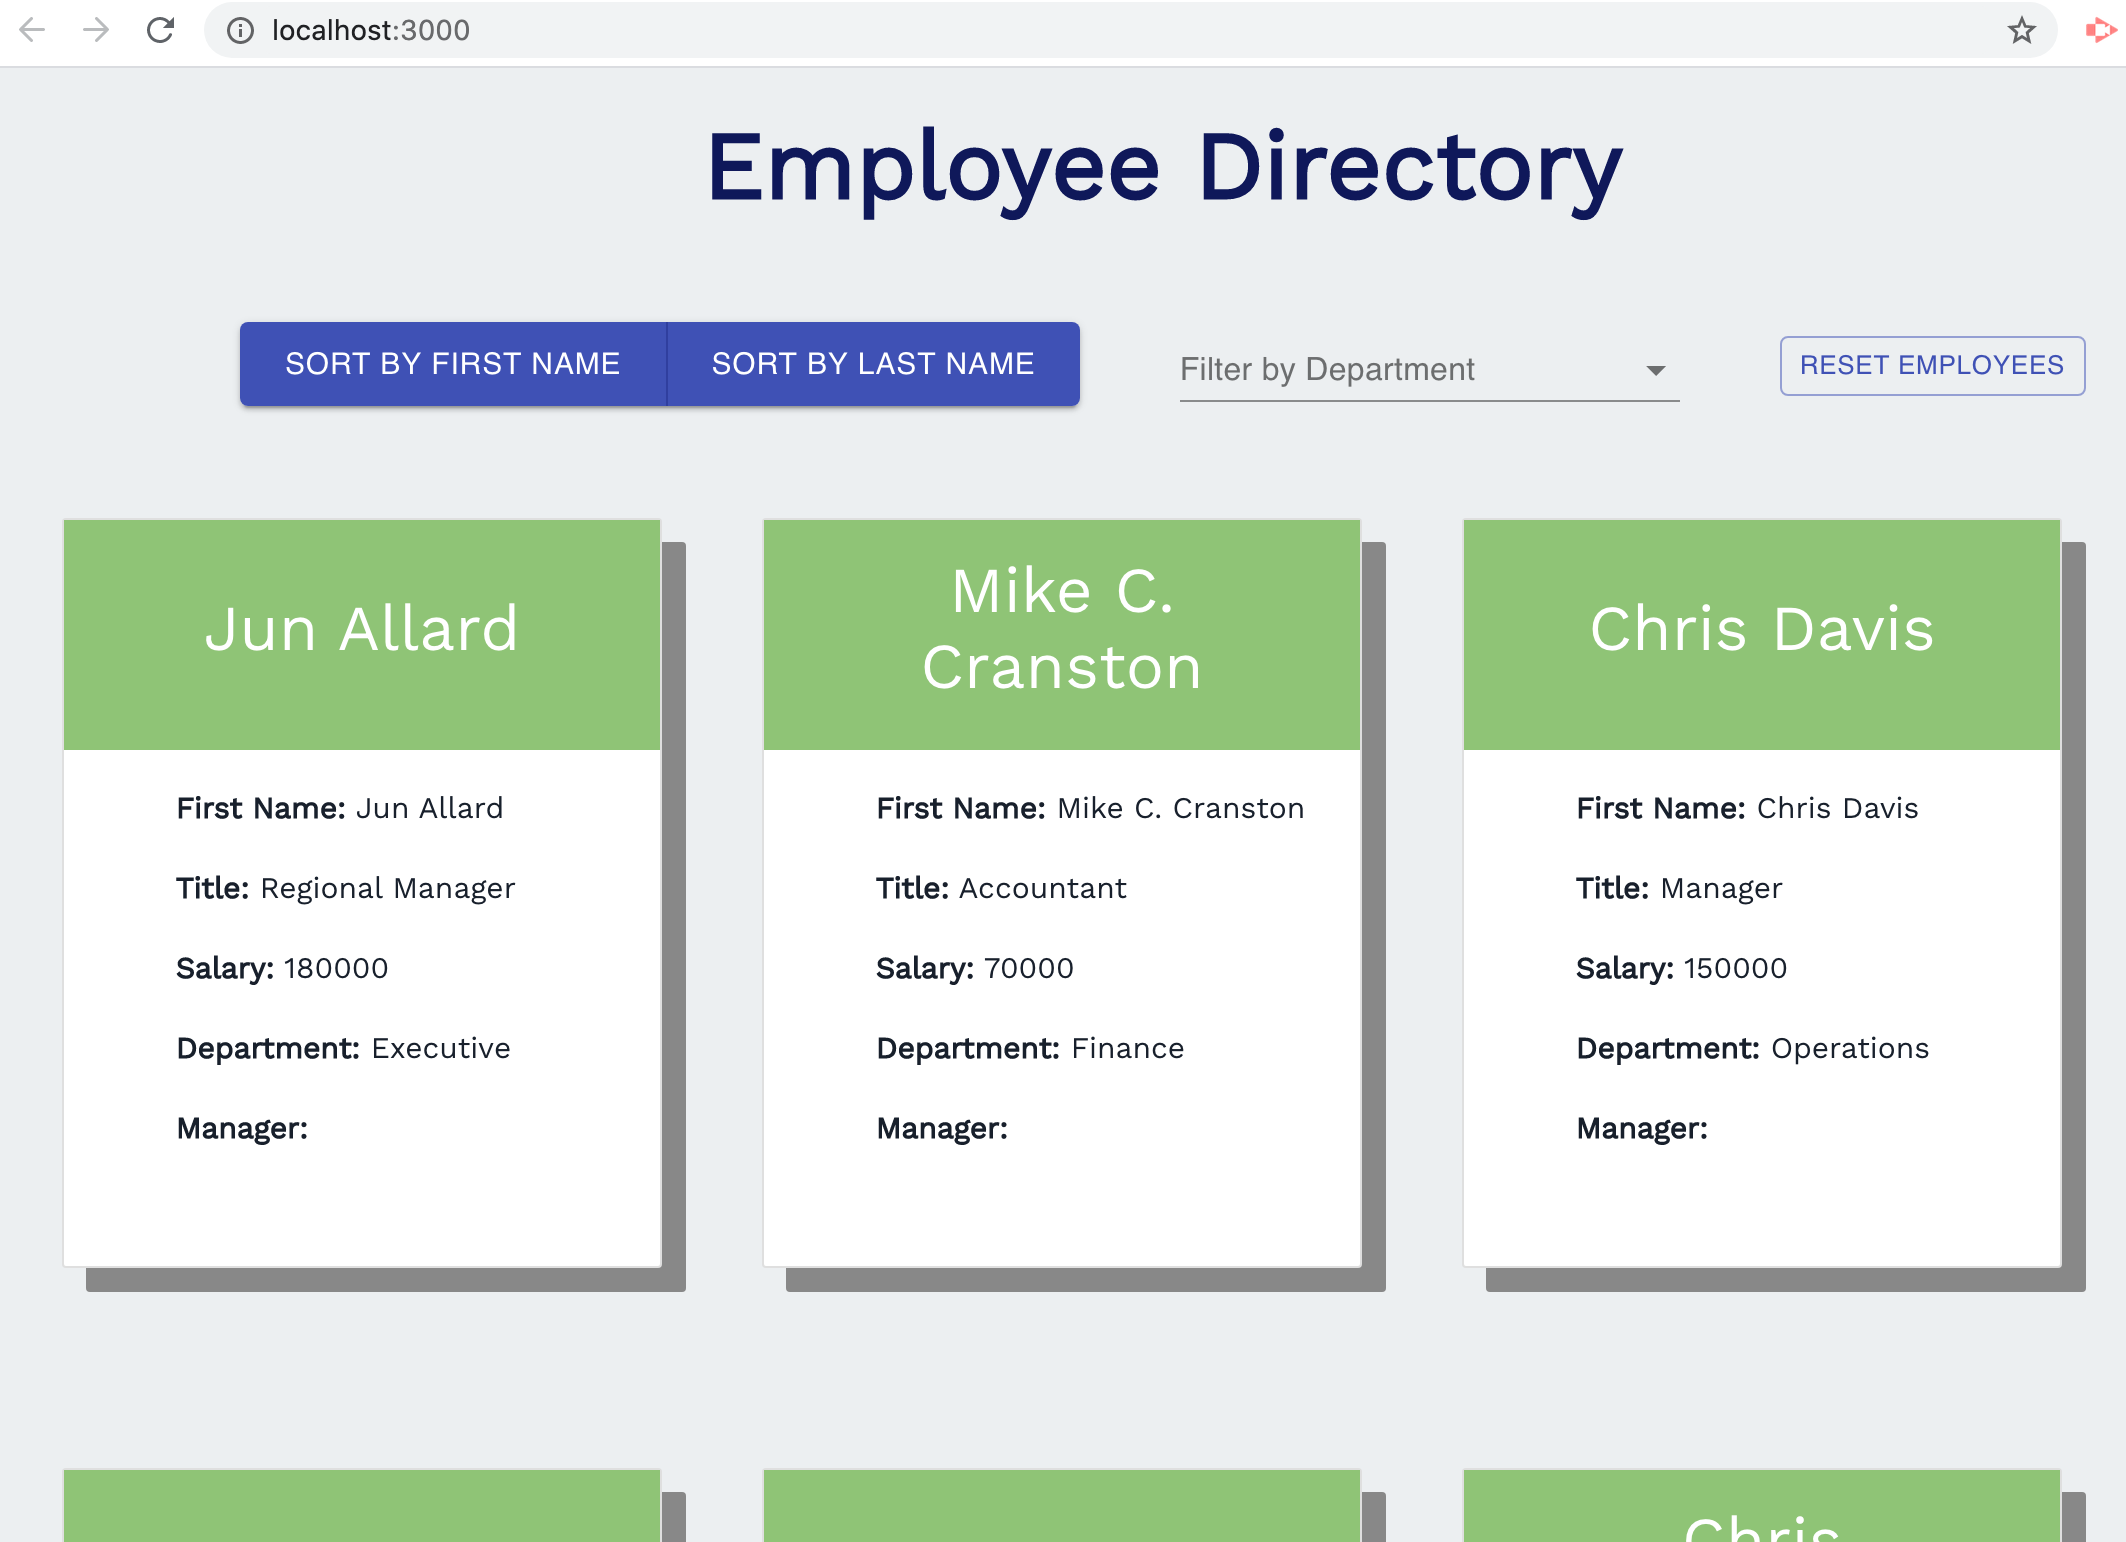 localhost:3000
Employee Directory
SORT BY FIRST NAME
SORT BY LAST NAME
Filter by Department
RESET EMPLOYEES
Jun Allard
First Name: Jun Allard
Title: Regional Manager
Salary: 180000
Department: Executive
Manager:
Mike C.
Cranston
First Name: Mike C. Cranston
Title: Accountant
Salary: 70000
Department: Finance
Manager:
Chris Davis
First Name: Chris Davis
Title: Manager
Salary: 150000
Department: Operations
Manager:
Chris